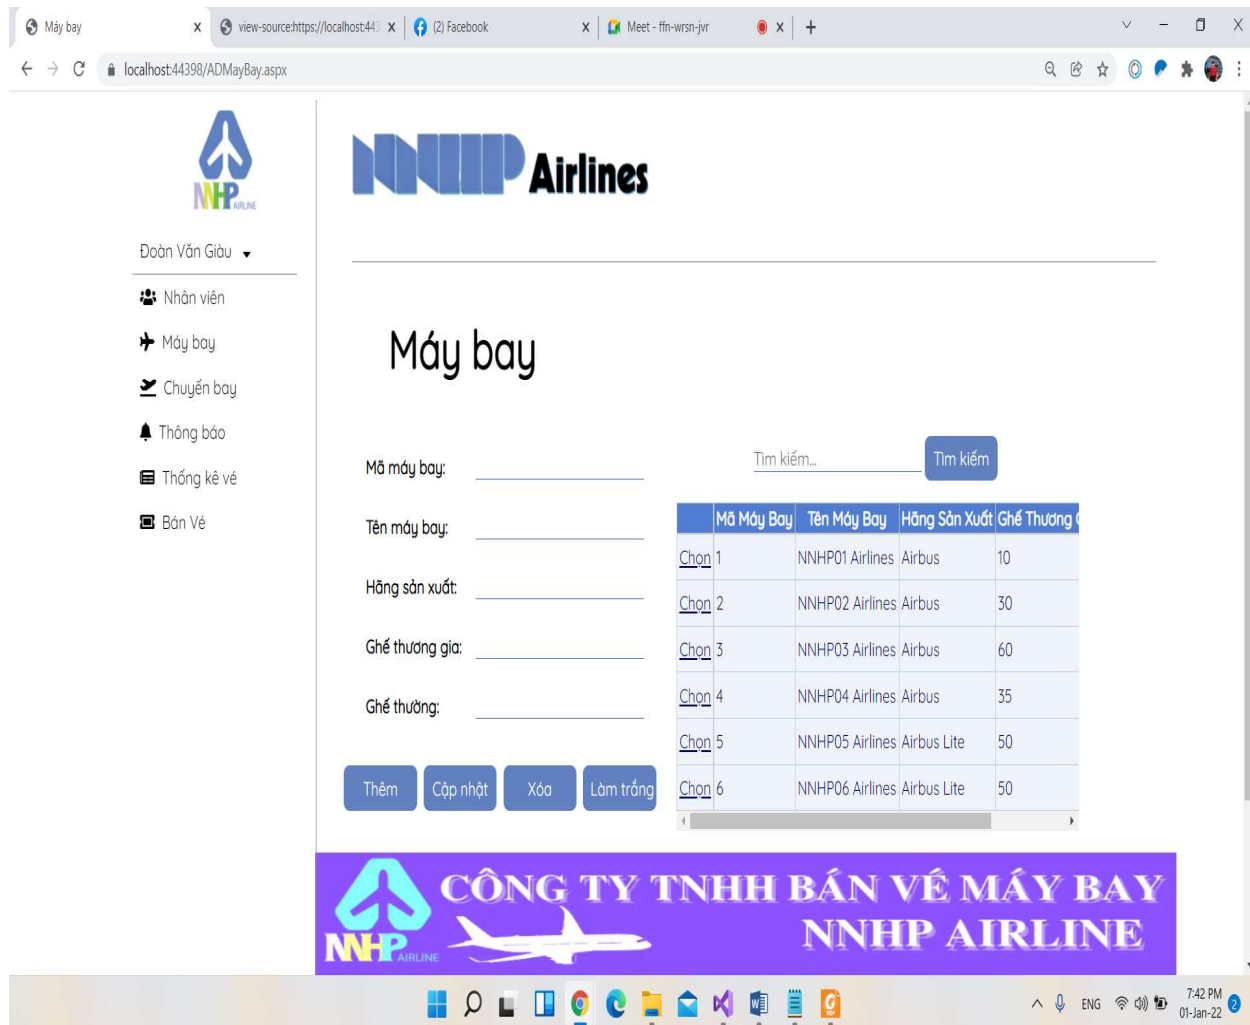 Máy bay
view-source:https://localhost:443
(2) Facebook
Meet - ffn-wrsn-jvr
localhost:44398/ADMayBay.aspx
NNHP AIRLINE
NNHP Airlines
Đoàn Văn Giàu
Nhân viên
Máy bay
Chuyến bay
Thông báo
Thống kê vé
Bán Vé
Máy bay
Mã máy bay:
Tên máy bay:
Hãng sản xuất:
Ghế thương gia:
Ghế thường:
Thêm Cập nhật Xóa Làm trắng
Tìm kiếm... Tìm kiếm
Mã Máy Bay Tên Máy Bay Hãng Sản Xuất Ghế Thương
Chọn 1 NNHP01 Airlines Airbus 10
Chọn 2 NNHP02 Airlines Airbus 30
Chọn 3 NNHP03 Airlines Airbus 60
Chọn 4 NNHP04 Airlines Airbus 35
Chọn 5 NNHP05 Airlines Airbus Lite 50
Chọn 6 NNHP06 Airlines Airbus Lite 50
CÔNG TY TNHH BÁN VÉ MÁY BAY
NNHP AIRLINE
NNHP AIRLINE
ENG
7:42 PM
01-Jan-22
2